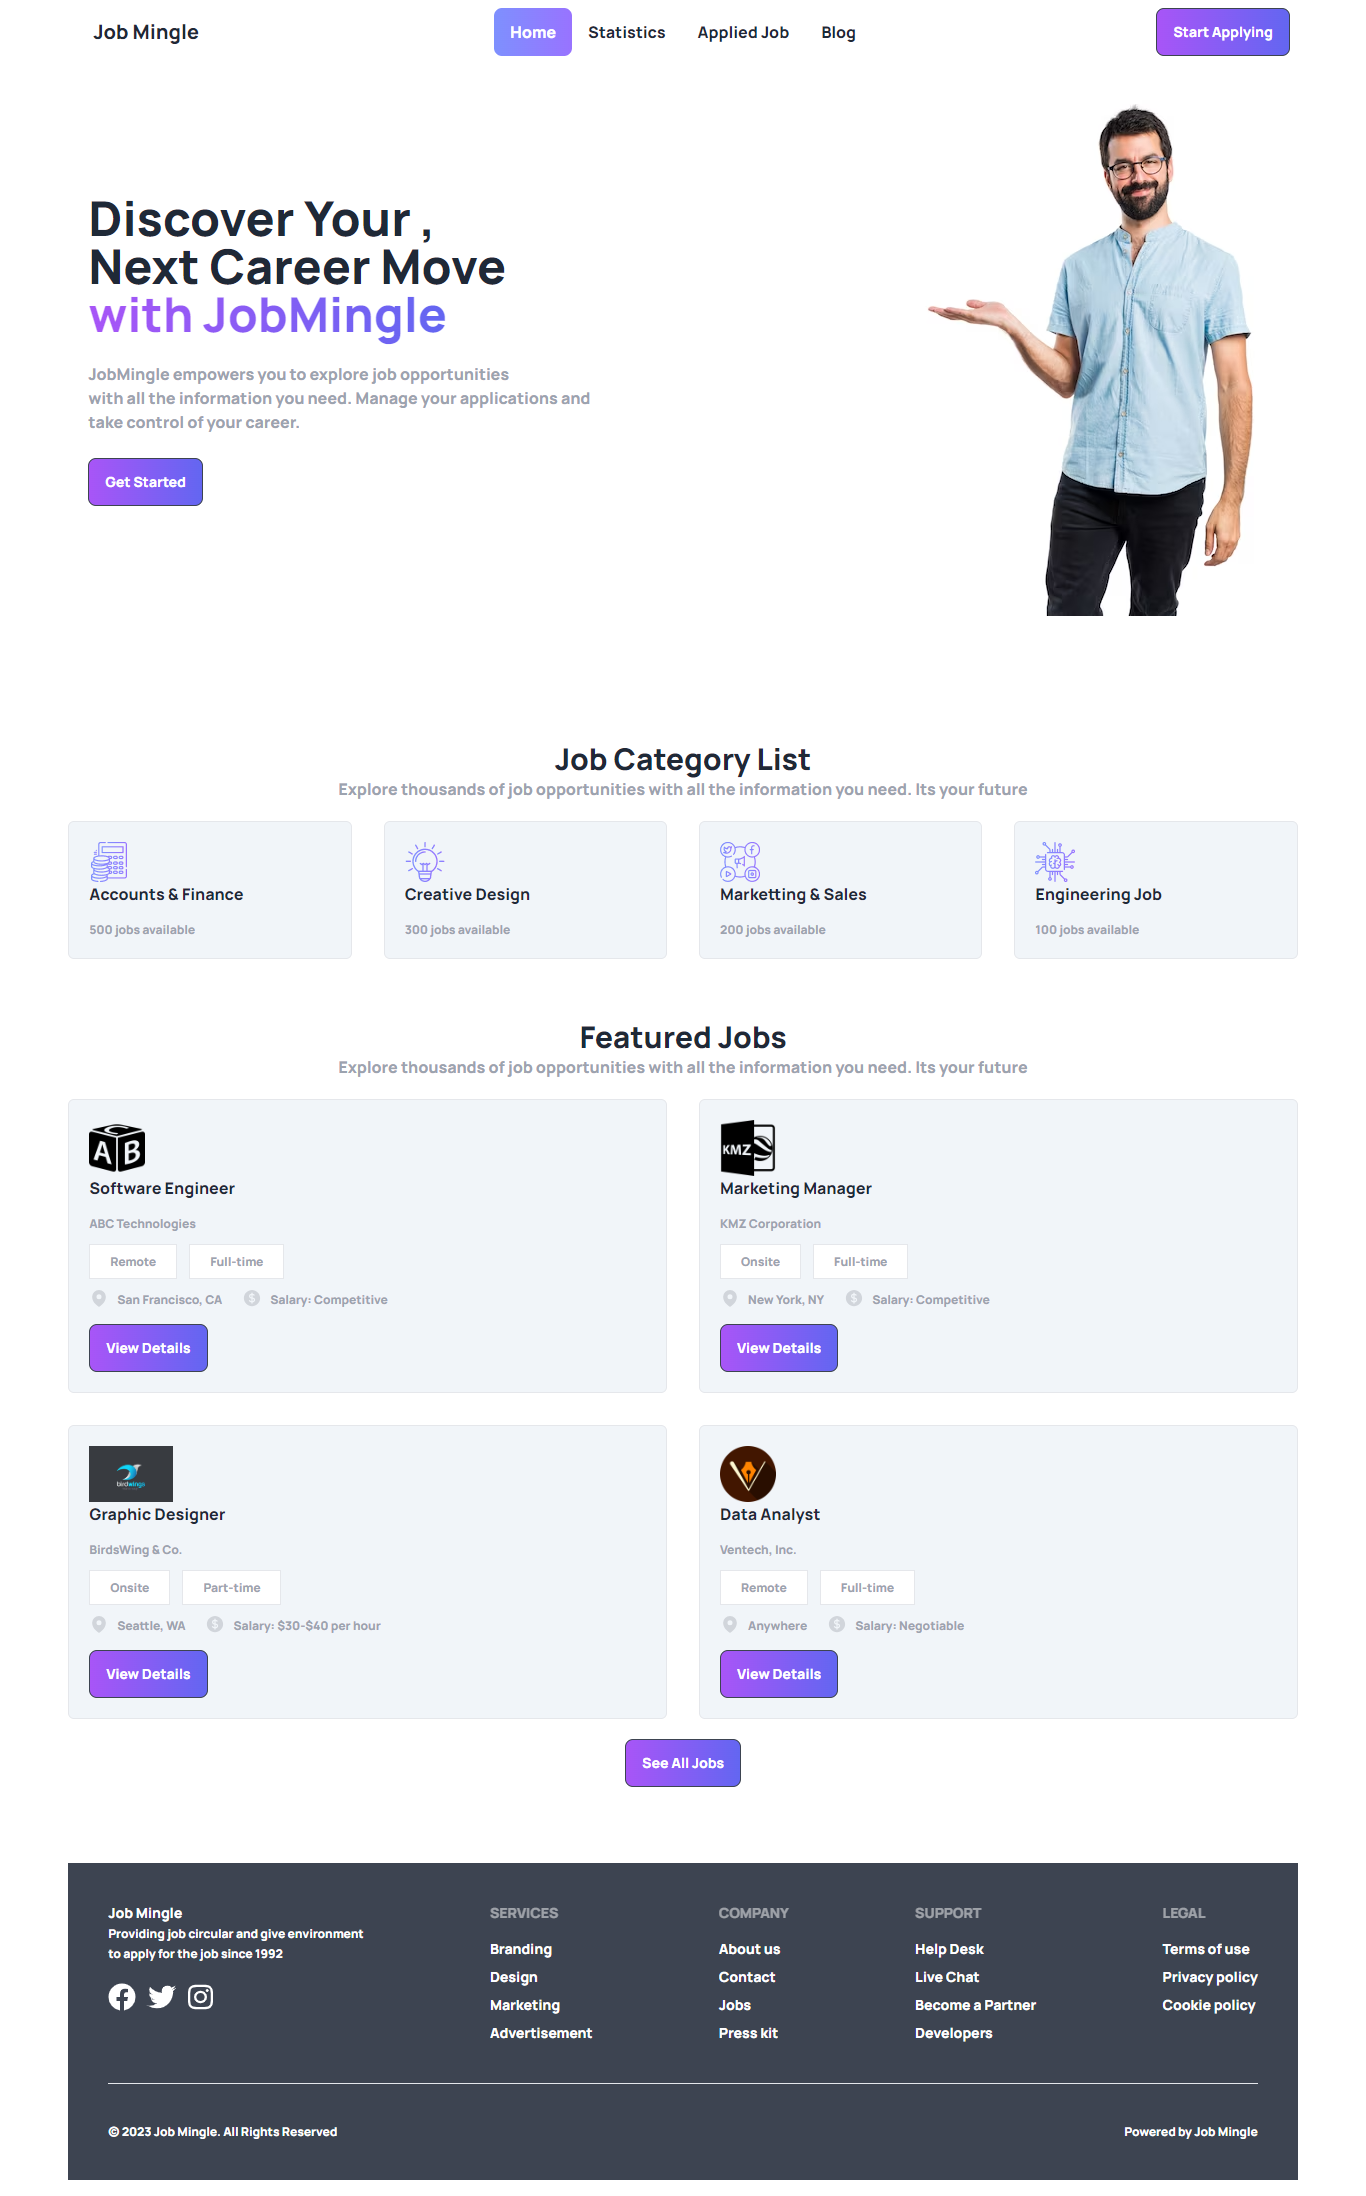 Job Mingle
Home
Statistics
Applied Job
Blog
Start Applying
Discover Your ,
Next Career Move
with JobMingle
JobMingle empowers you to explore job opportunities
with all the information you need. Manage your applications and
take control of your career.
Get Started
Job Category List
Explore thousands of job opportunities with all the information you need. Its your future
Accounts & Finance
500 jobs available
Creative Design
300 jobs available
Marketting & Sales
200 jobs available
Engineering Job
100 jobs available
Featured Jobs
Explore thousands of job opportunities with all the information you need. Its your future
ACB
Software Engineer
ABC Technologies
Remote
Full-time
San Francisco, CA
Salary: Competitive
View Details
KMZ
Marketing Manager
KMZ Corporation
Onsite
Full-time
New York, NY
Salary: Competitive
View Details
birdwings
Graphic Designer
BirdsWing & Co.
Onsite
Part-time
Seattle, WA
Salary: $30-$40 per hour
View Details
Data Analyst
Ventech, Inc.
Remote
Full-time
Anywhere
Salary: Negotiable
View Details
See All Jobs
Job Mingle
Providing job circular and give environment
to apply for the job since 1992
SERVICES
Branding
Design
Marketing
Advertisement
COMPANY
About us
Contact
Jobs
Press kit
SUPPORT
Help Desk
Live Chat
Become a Partner
Developers
LEGAL
Terms of use
Privacy policy
Cookie policy
© 2023 Job Mingle. All Rights Reserved
Powered by Job Mingle